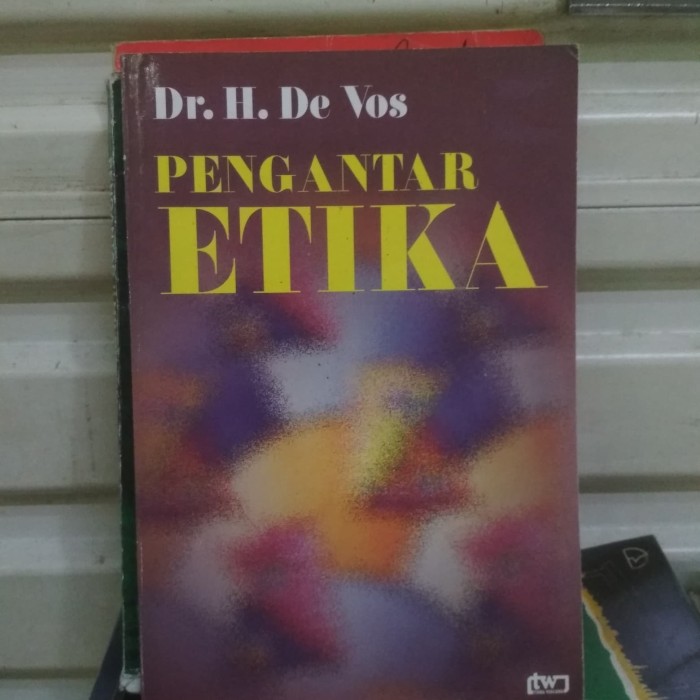 Dr. H. De Vos
PENGANTAR
ETIKA
tw